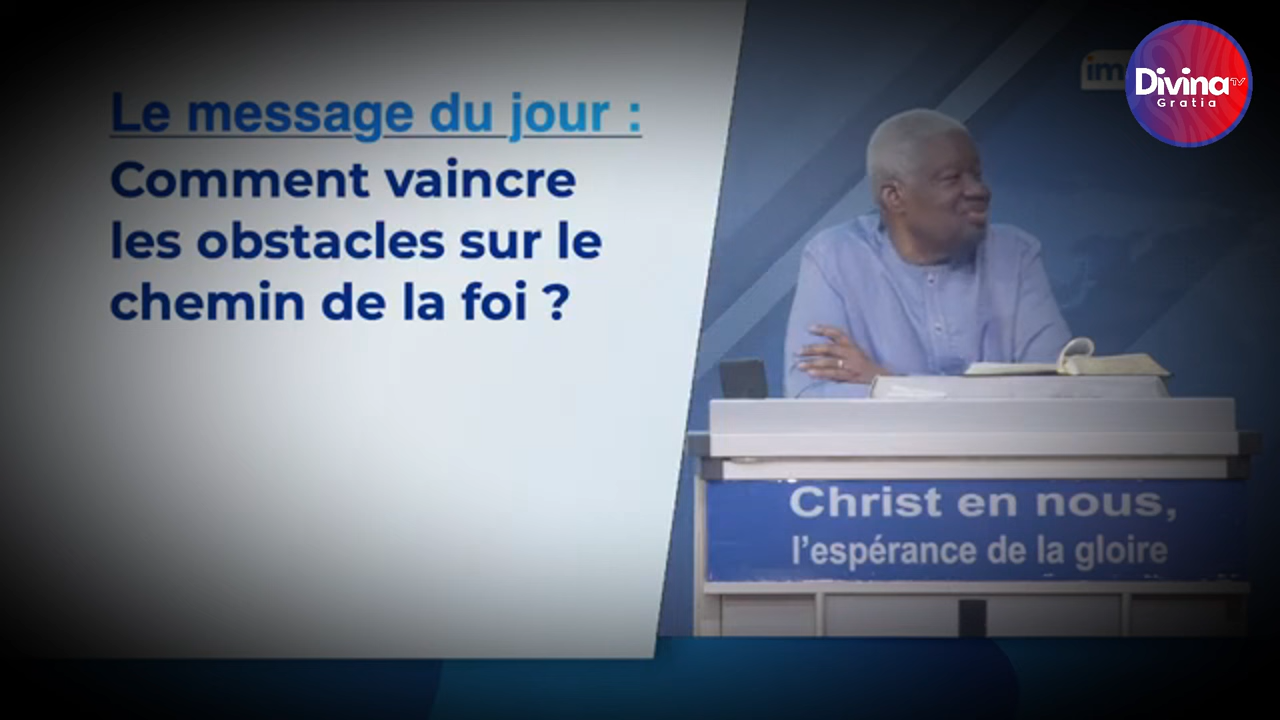 Le message du jour :
Comment vaincre
les obstacles sur le
chemin de la foi ?
Divina TV
Gratia
Christ en nous,
l'espérance de la gloire